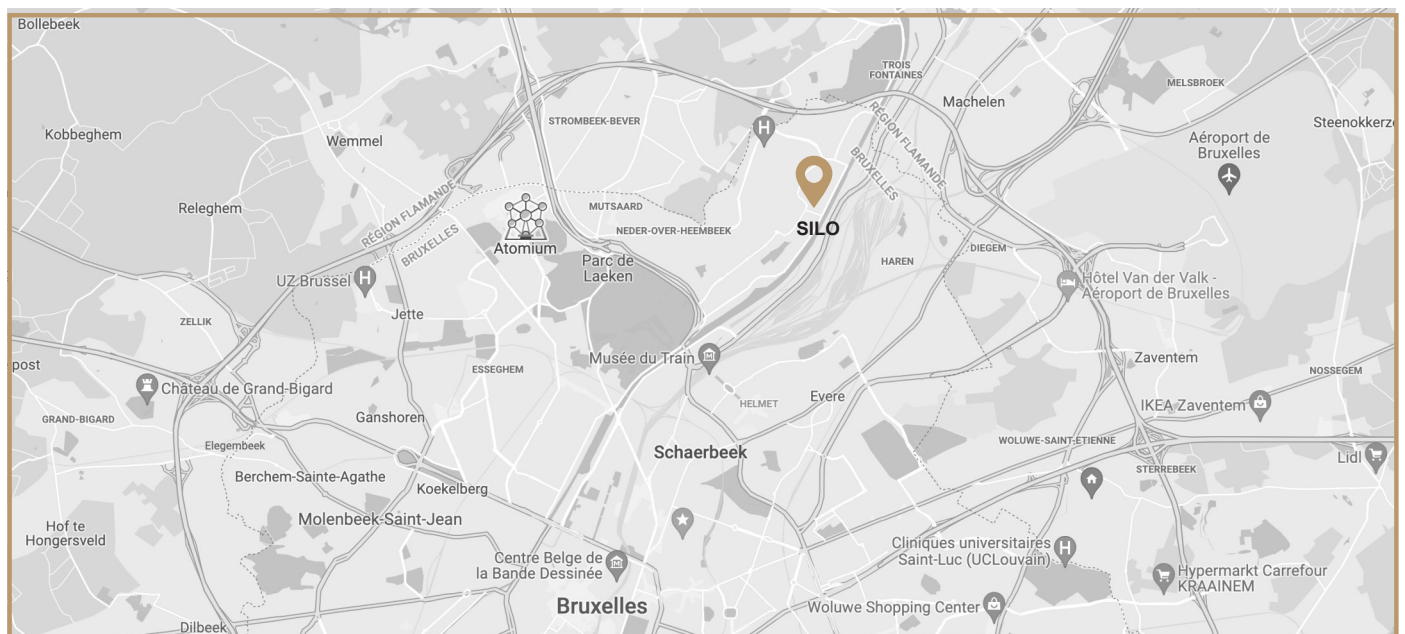 Bollebeek
TROIS
FONTAINES
MELSBROEK
Machelen
STROMBEEK-BEVER
Steenokkerz
Kobbeghem
Wemmel
H
Aéroport de
Bruxelles
RÉGION FLAMANDE
BRUXELLES
Releghem
MUTSAARD
NEDER-OVER-HEEMBEEK
SILO
RÉGION FLAMANDE
BRUXELLES
Atomium
DIEGEM
Parc de
Laeken
HAREN
UZ Brussel
H
Hôtel Van der Valk -
Aéroport de Bruxelles
Jette
ZELLIK
Musée du Train
Zaventem
post
ESSEGHEM
NOSSEGEM
Château de Grand-Bigard
Evere
HELMET
IKEA Zaventem
GRAND-BIGARD
Ganshoren
Elegembeek
WOLUWE-SAINT-ETIENNE
Schaerbeek
Lidl
STERREBEEK
Berchem-Sainte-Agathe
Koekelberg
Molenbeek-Saint-Jean
Hof te
Hongersveld
Cliniques universitaires
Saint-Luc (UCLouvain)
H
Centre Belge de
la Bande Dessinée
Hypermarkt Carrefour
KRAAINEM
Bruxelles
Woluwe Shopping Center
Dilbeek